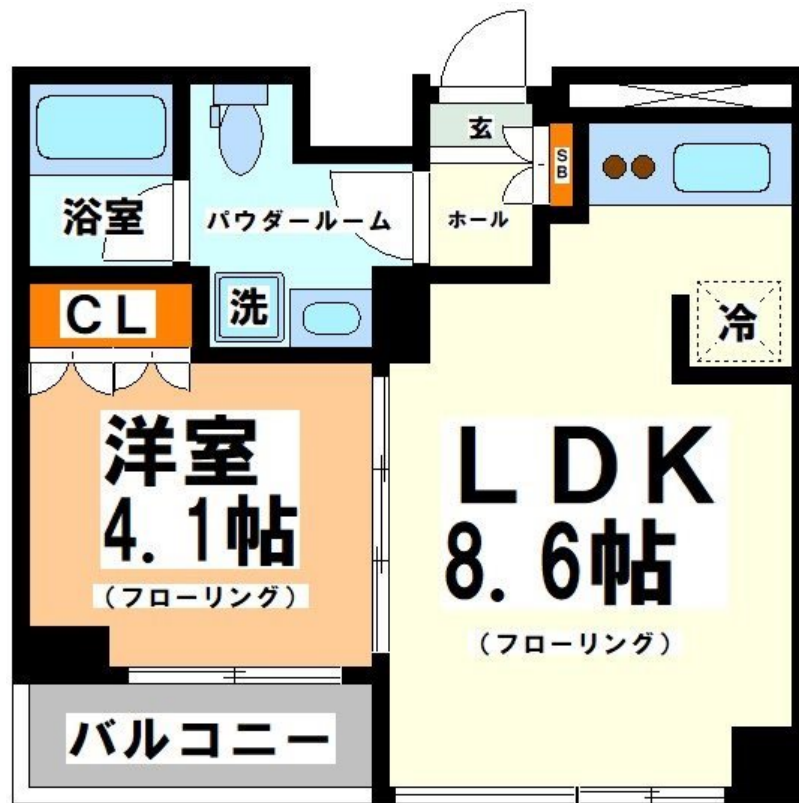 玄
SB
浴室
パウダールーム
ホール
CL
洗
冷
洋室
4.1帖
(フローリング)
LDK
8.6帖
(フローリング)
バルコニー